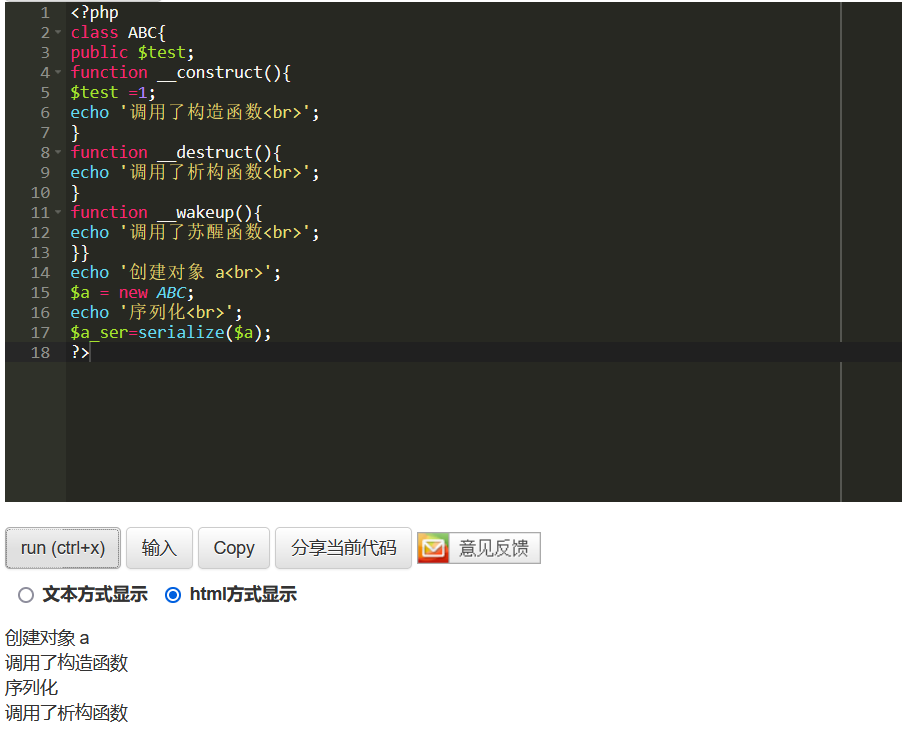 1 <?php
2 class ABC{
3 public $test;
4 function __construct(){
5 $test =1;
6 echo '调用了构造函数<br>';
7 }
8 function __destruct(){
9 echo '调用了析构函数<br>';
10 }
11 function __wakeup(){
12 echo '调用了苏醒函数<br>';
13 }}
14 echo '创建对象 a<br>';
15 $a = new ABC;
16 echo '序列化<br>';
17 $a_ser=serialize($a);
18 ?>
run (ctrl+x) 输入 Copy 分享当前代码 意见反馈
文本方式显示 html方式显示
创建对象 a
调用了构造函数
序列化
调用了析构函数